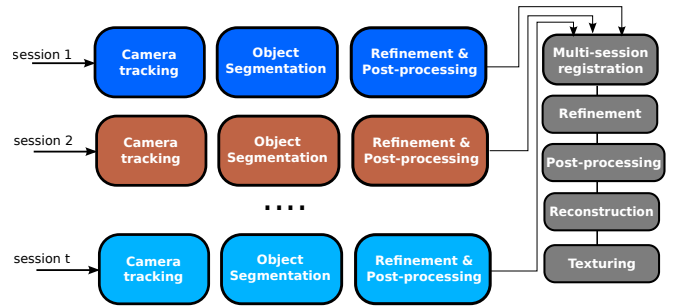 session 1
Camera
tracking
Object
Segmentation
Refinement &
Post-processing
session 2
Camera
tracking
Object
Segmentation
Refinement &
Post-processing
....
session t
Camera
tracking
Object
Segmentation
Refinement &
Post-processing
Multi-session
registration
Refinement
Post-processing
Reconstruction
Texturing